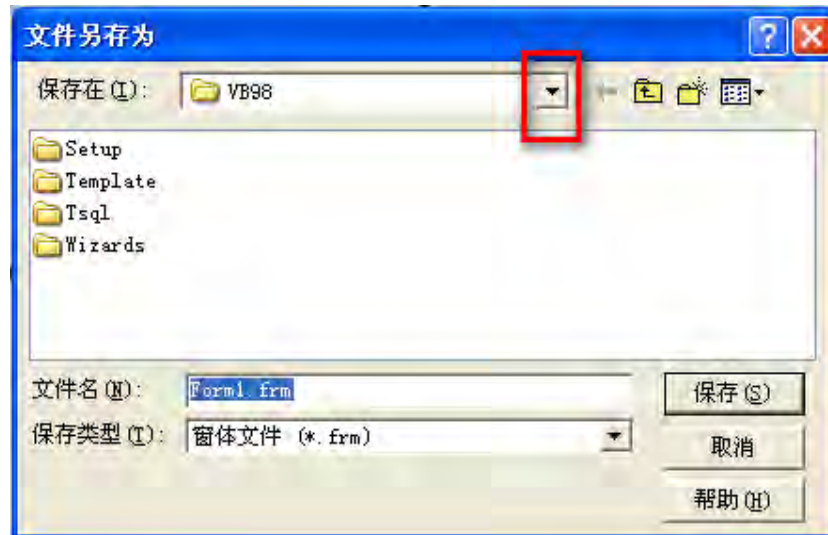 文件另存为
保存在(I): VB98
Setup
Template
Tsql
Wizards
文件名(N): Form1.frm 保存(S)
保存类型(T): 窗体文件 (*.frm) 取消
帮助(H)